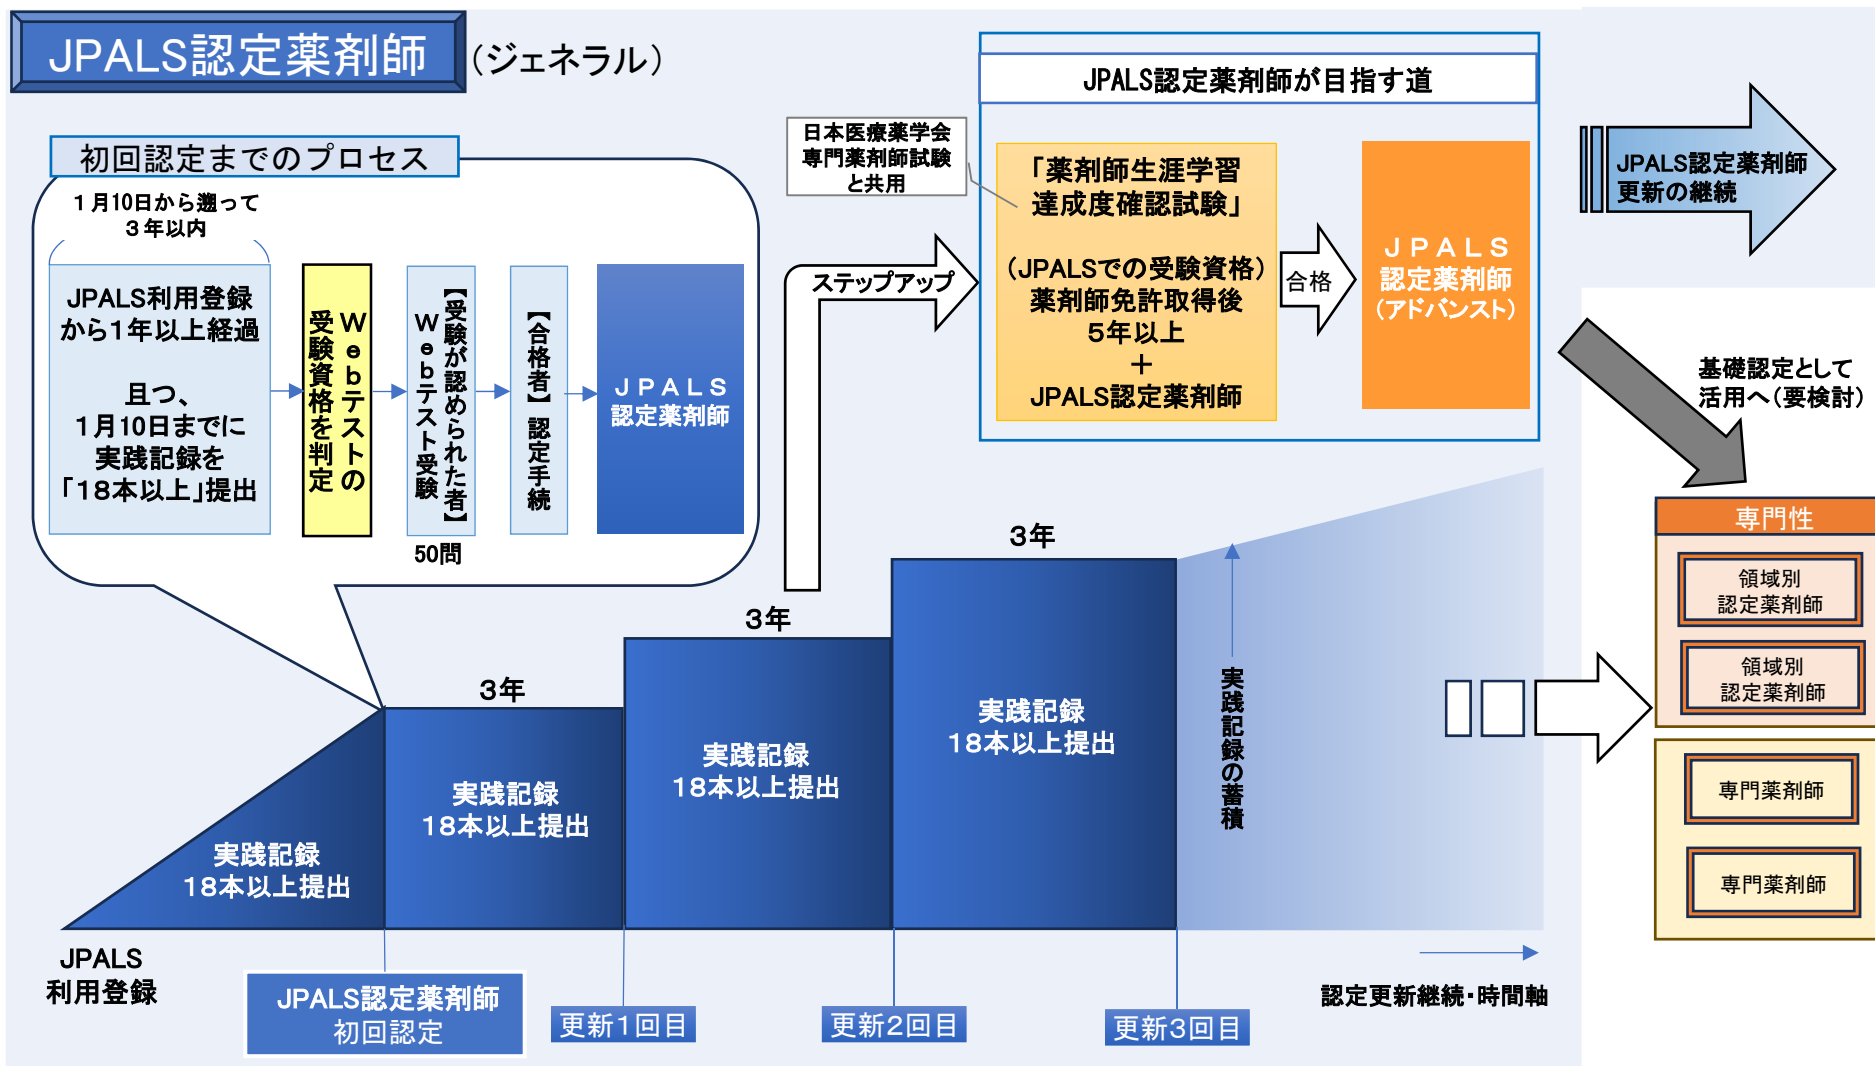 JPALS認定薬剤師
（ジェネラル）
初回認定までのプロセス
１月10日から遡って
３年以内
JPALS利用登録
から１年以上経過
且つ、
１月10日までに
実践記録を
「１８本以上」提出
Ｗｅｂテストの
受験資格を判定
【受験が認められた者】
Ｗｅｂテスト受験
50問
【合格者】認定手続
ＪＰＡＬＳ
認定薬剤師
日本医療薬学会
専門薬剤師試験
と共用
JPALS認定薬剤師が目指す道
「薬剤師生涯学習
達成度確認試験」
（JPALSでの受験資格）
薬剤師免許取得後
５年以上
＋
JPALS認定薬剤師
合格
ＪＰＡＬＳ
認定薬剤師
（アドバンスト）
ステップアップ
JPALS認定薬剤師
更新の継続
基礎認定として
活用へ（要検討）
専門性
領域別
認定薬剤師
領域別
認定薬剤師
専門薬剤師
専門薬剤師
３年
３年
３年
実践記録
１８本以上提出
実践記録
１８本以上提出
実践記録
１８本以上提出
実践記録
１８本以上提出
実践記録の蓄積
JPALS
利用登録
JPALS認定薬剤師
初回認定
更新１回目
更新２回目
更新３回目
認定更新継続・時間軸